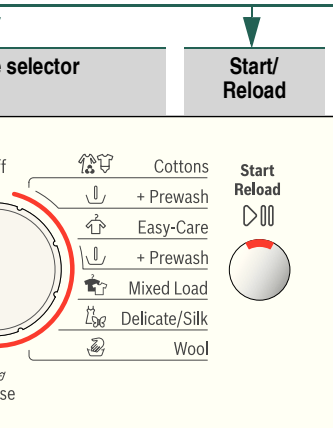 selector
Start/
Reload
Cottons
+ Prewash
Easy-Care
+ Prewash
Mixed Load
Delicate/Silk
Wool
Start
Reload